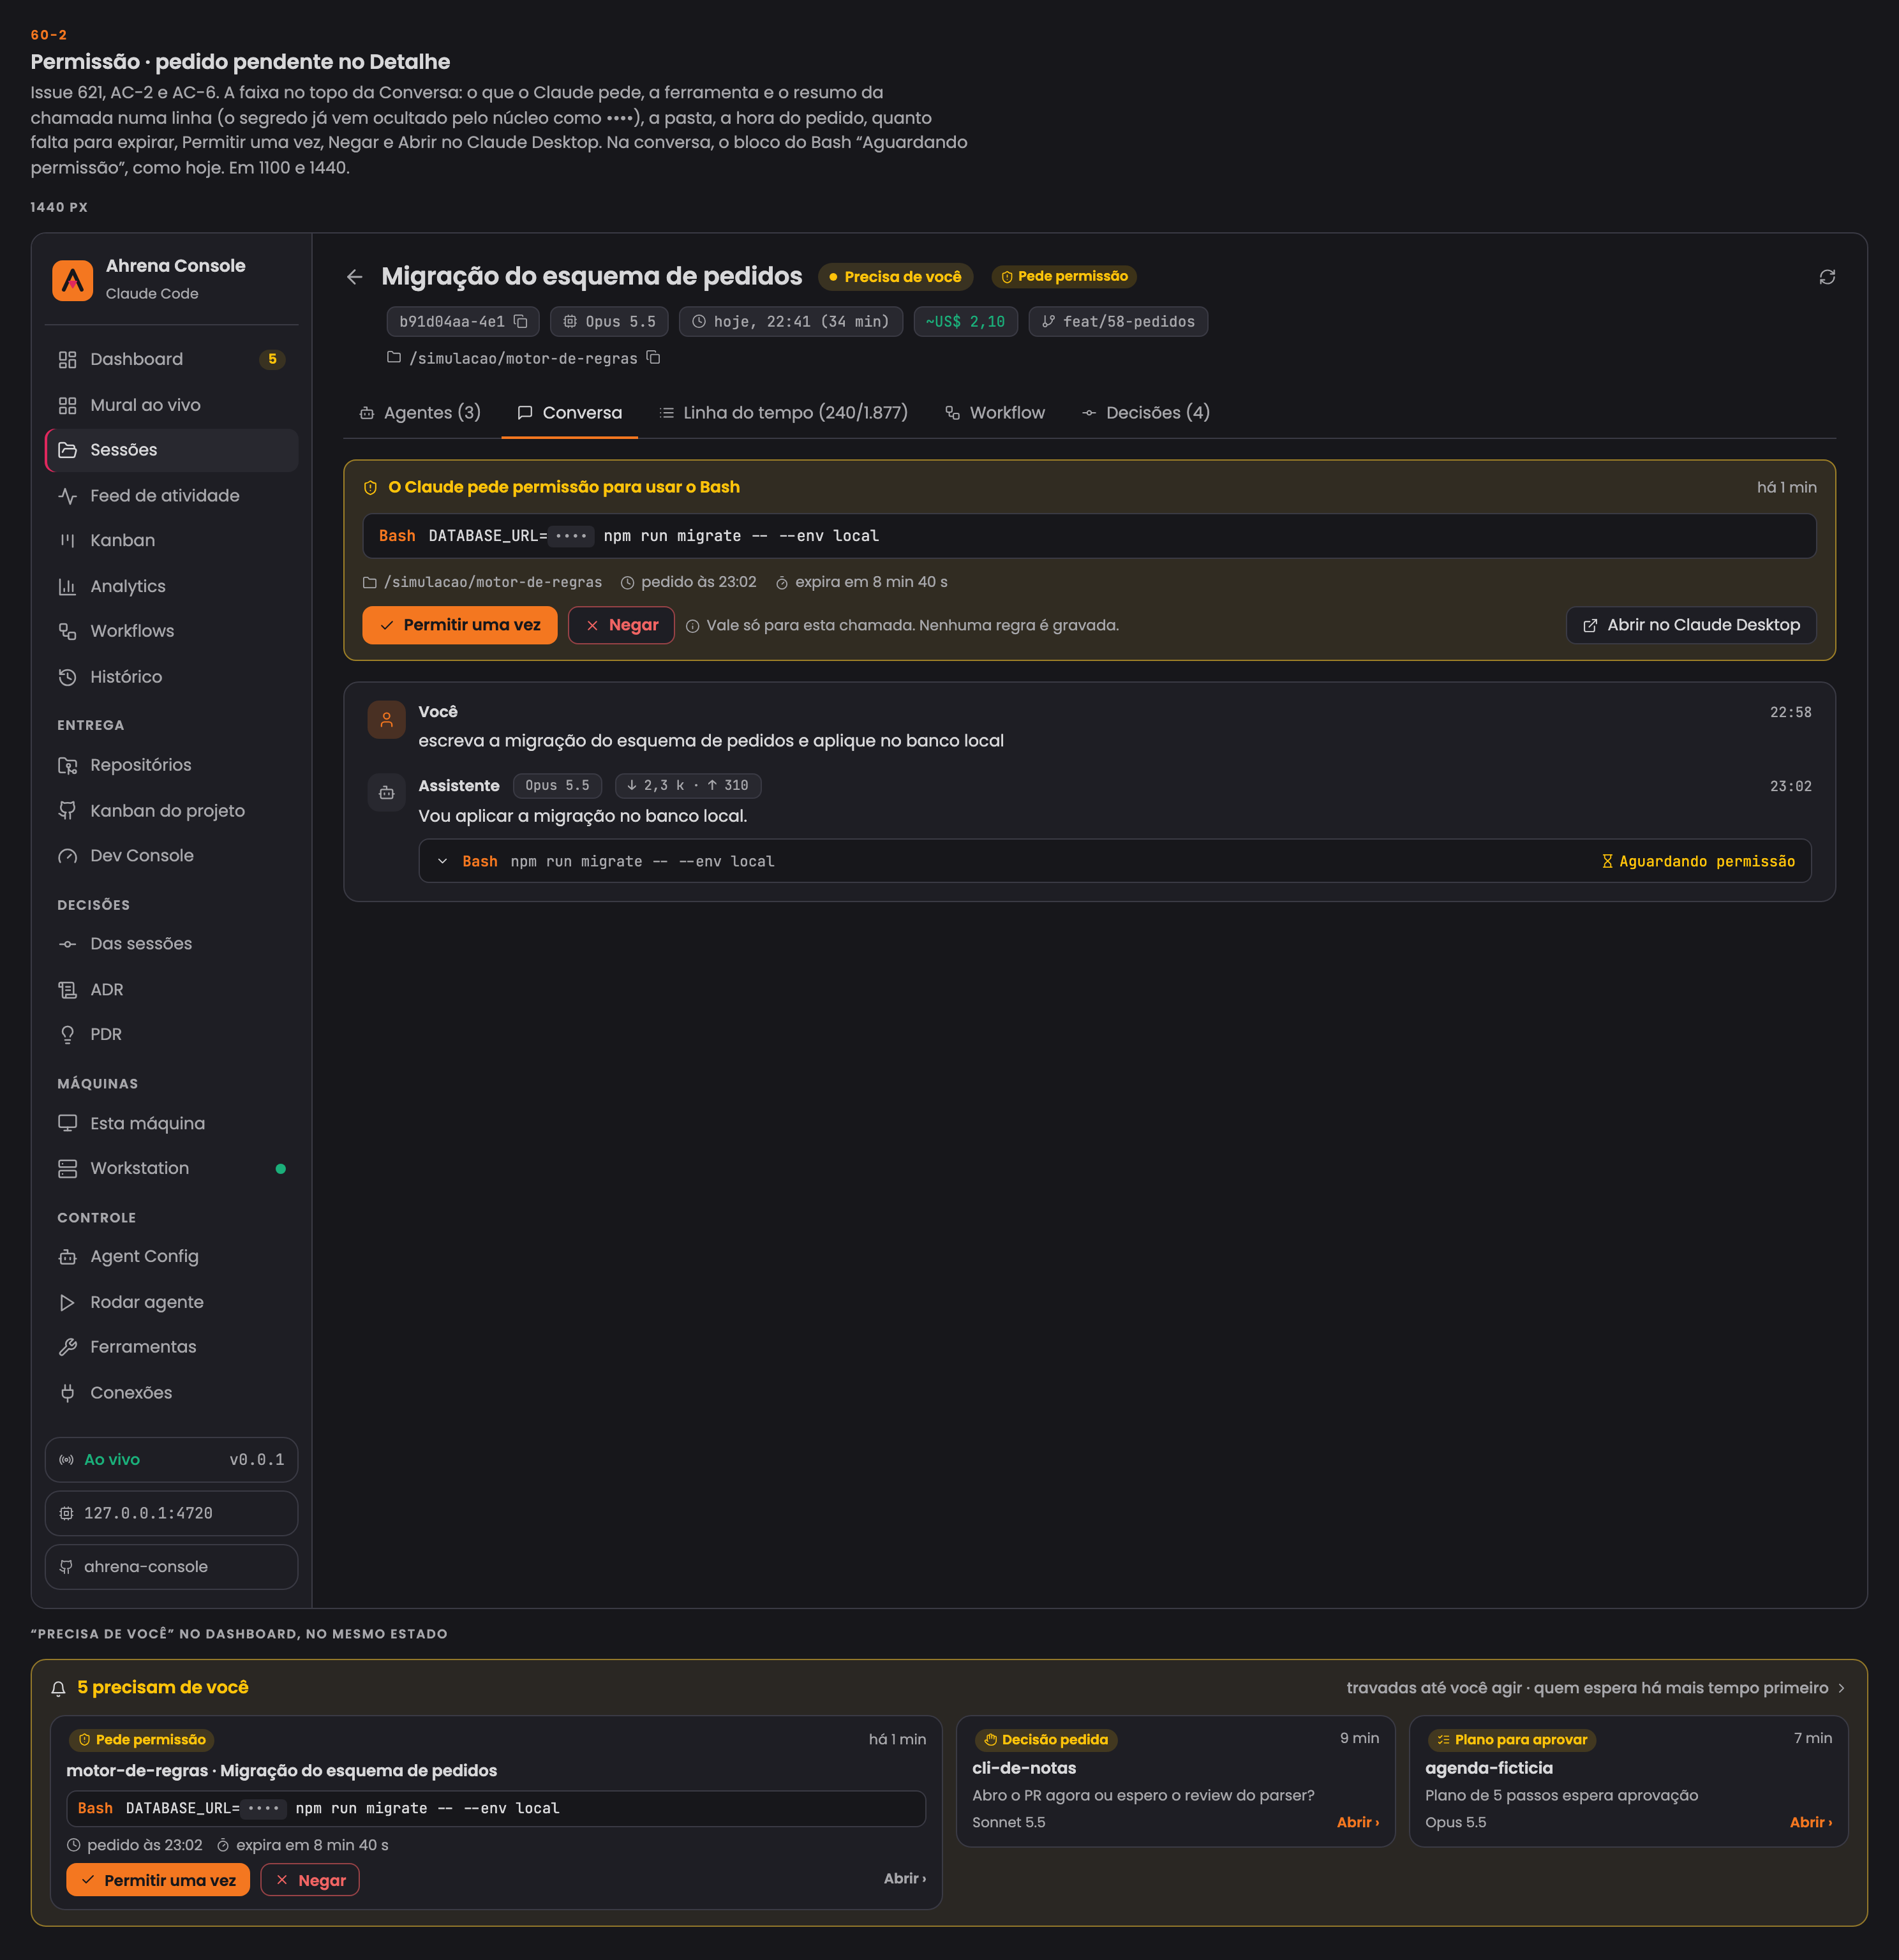 60-2
Permissão · pedido pendente no Detalhe
Issue 621, AC-2 e AC-6. A faixa no topo da Conversa: o que o Claude pede, a ferramenta e o resumo da
chamada numa linha (o segredo já vem ocultado pelo núcleo como ••••), a pasta, a hora do pedido, quanto
falta para expirar, Permitir uma vez, Negar e Abrir no Claude Desktop. Na conversa, o bloco do Bash “Aguardando
permissão”, como hoje. Em 1100 e 1440.
1440 PX
Ahrena Console
Claude Code
Dashboard 5
Mural ao vivo
Sessões
Feed de atividade
Kanban
Analytics
Workflows
Histórico
ENTREGA
Repositórios
Kanban do projeto
Dev Console
DECISÕES
Das sessões
ADR
PDR
MÁQUINAS
Esta máquina
Workstation
CONTROLE
Agent Config
Rodar agente
Ferramentas
Conexões
Ao vivo v0.0.1
127.0.0.1:4720
ahrena-console
Migração do esquema de pedidos Precisa de você Pede permissão
b91d04aa-4e1 Opus 5.5 hoje, 22:41 (34 min) ~US$ 2,10 feat/58-pedidos
/simulacao/motor-de-regras
Agentes (3) Conversa Linha do tempo (240/1.877) Workflow Decisões (4)
O Claude pede permissão para usar o Bash há 1 min
Bash DATABASE_URL=•••• npm run migrate -- --env local
/simulacao/motor-de-regras pedido às 23:02 expira em 8 min 40 s
Permitir uma vez Negar Vale só para esta chamada. Nenhuma regra é gravada. Abrir no Claude Desktop
Você 22:58
escreva a migração do esquema de pedidos e aplique no banco local
Assistente Opus 5.5 ↓ 2,3 k · ↑ 310 23:02
Vou aplicar a migração no banco local.
Bash npm run migrate -- --env local Aguardando permissão
“PRECISA DE VOCÊ” NO DASHBOARD, NO MESMO ESTADO
5 precisam de você travadas até você agir · quem espera há mais tempo primeiro ›
Pede permissão há 1 min
motor-de-regras · Migração do esquema de pedidos
Bash DATABASE_URL=•••• npm run migrate -- --env local
pedido às 23:02 expira em 8 min 40 s
Permitir uma vez Negar Abrir ›
Decisão pedida 9 min
cli-de-notas
Abro o PR agora ou espero o review do parser?
Sonnet 5.5 Abrir ›
Plano para aprovar 7 min
agenda-ficticia
Plano de 5 passos espera aprovação
Opus 5.5 Abrir ›